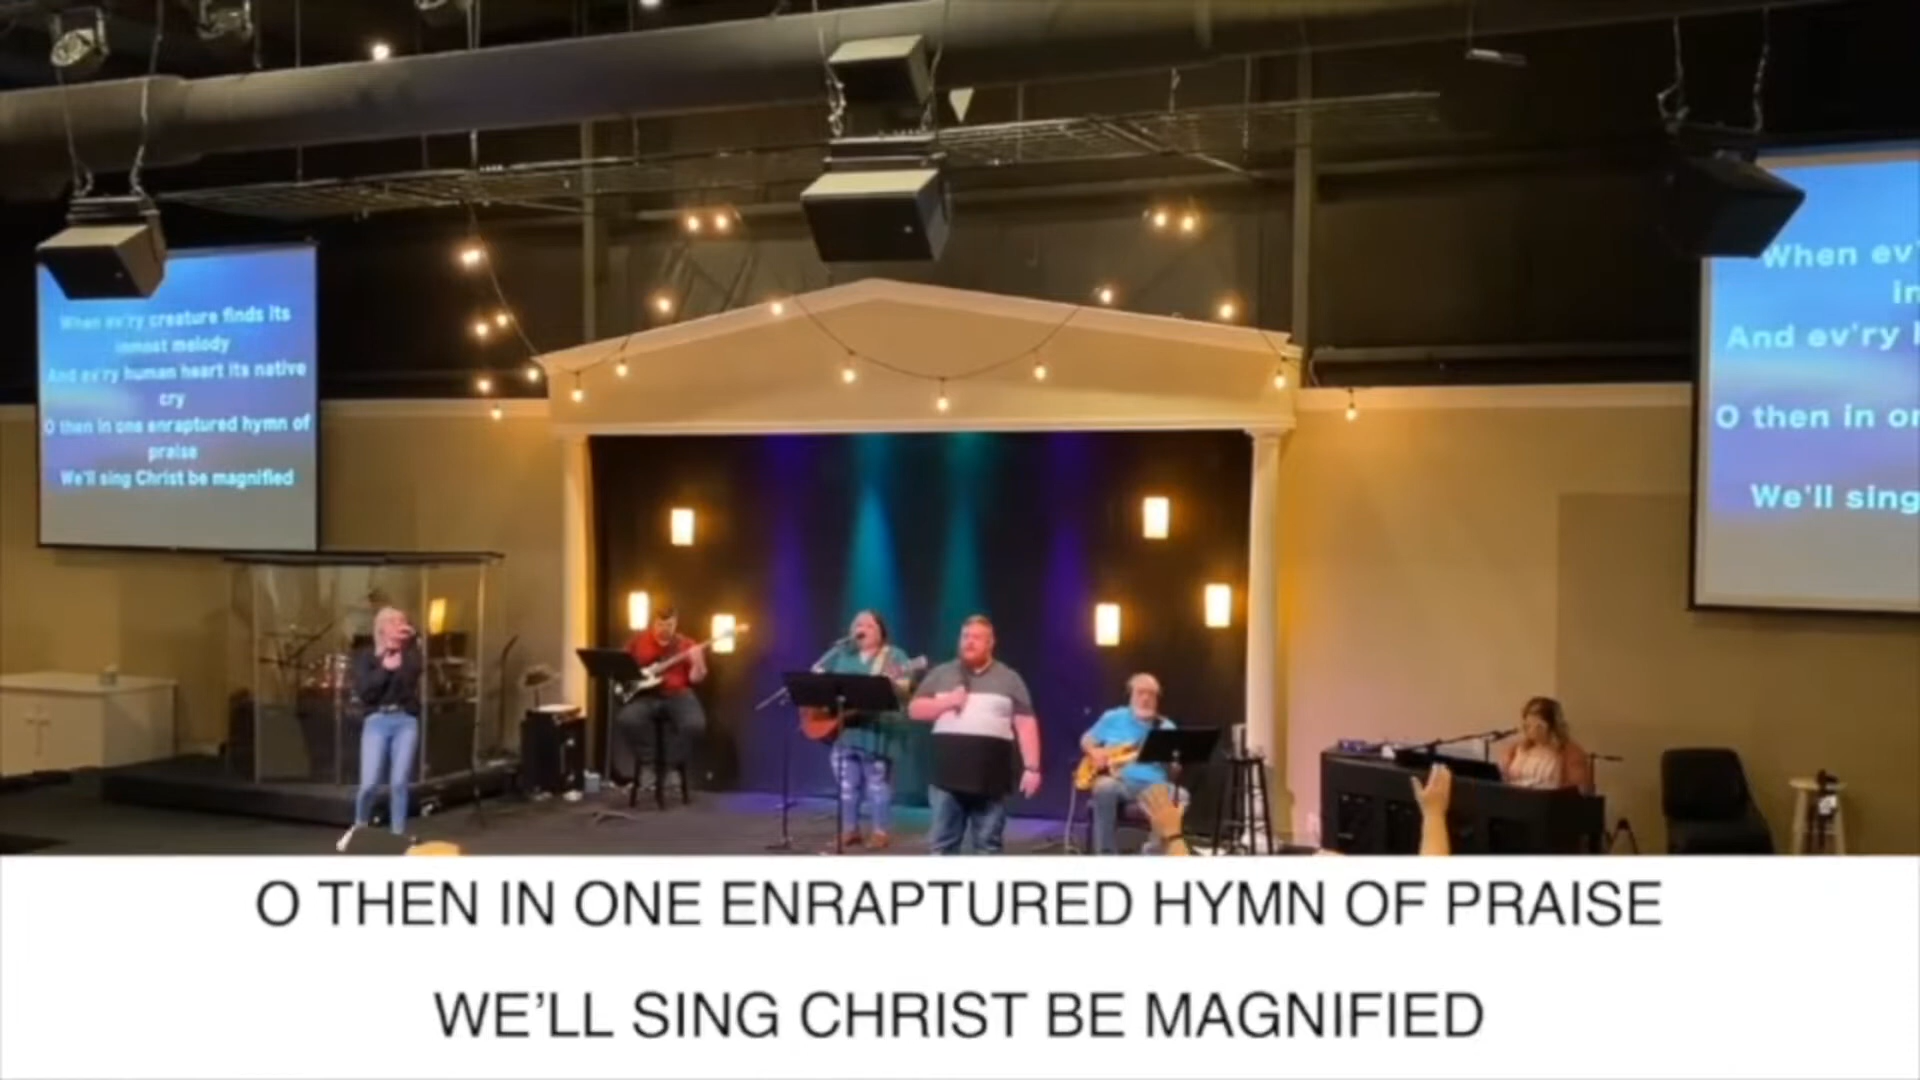 When ev'ry creature finds its
inmost melody
And ev'ry human heart its native
cry
O then in one enraptured hymn of
praise
We'll sing Christ be magnified
When ev'
in
And ev'ry
O then in on
We'll sing
O THEN IN ONE ENRAPTURED HYMN OF PRAISE
WE'LL SING CHRIST BE MAGNIFIED